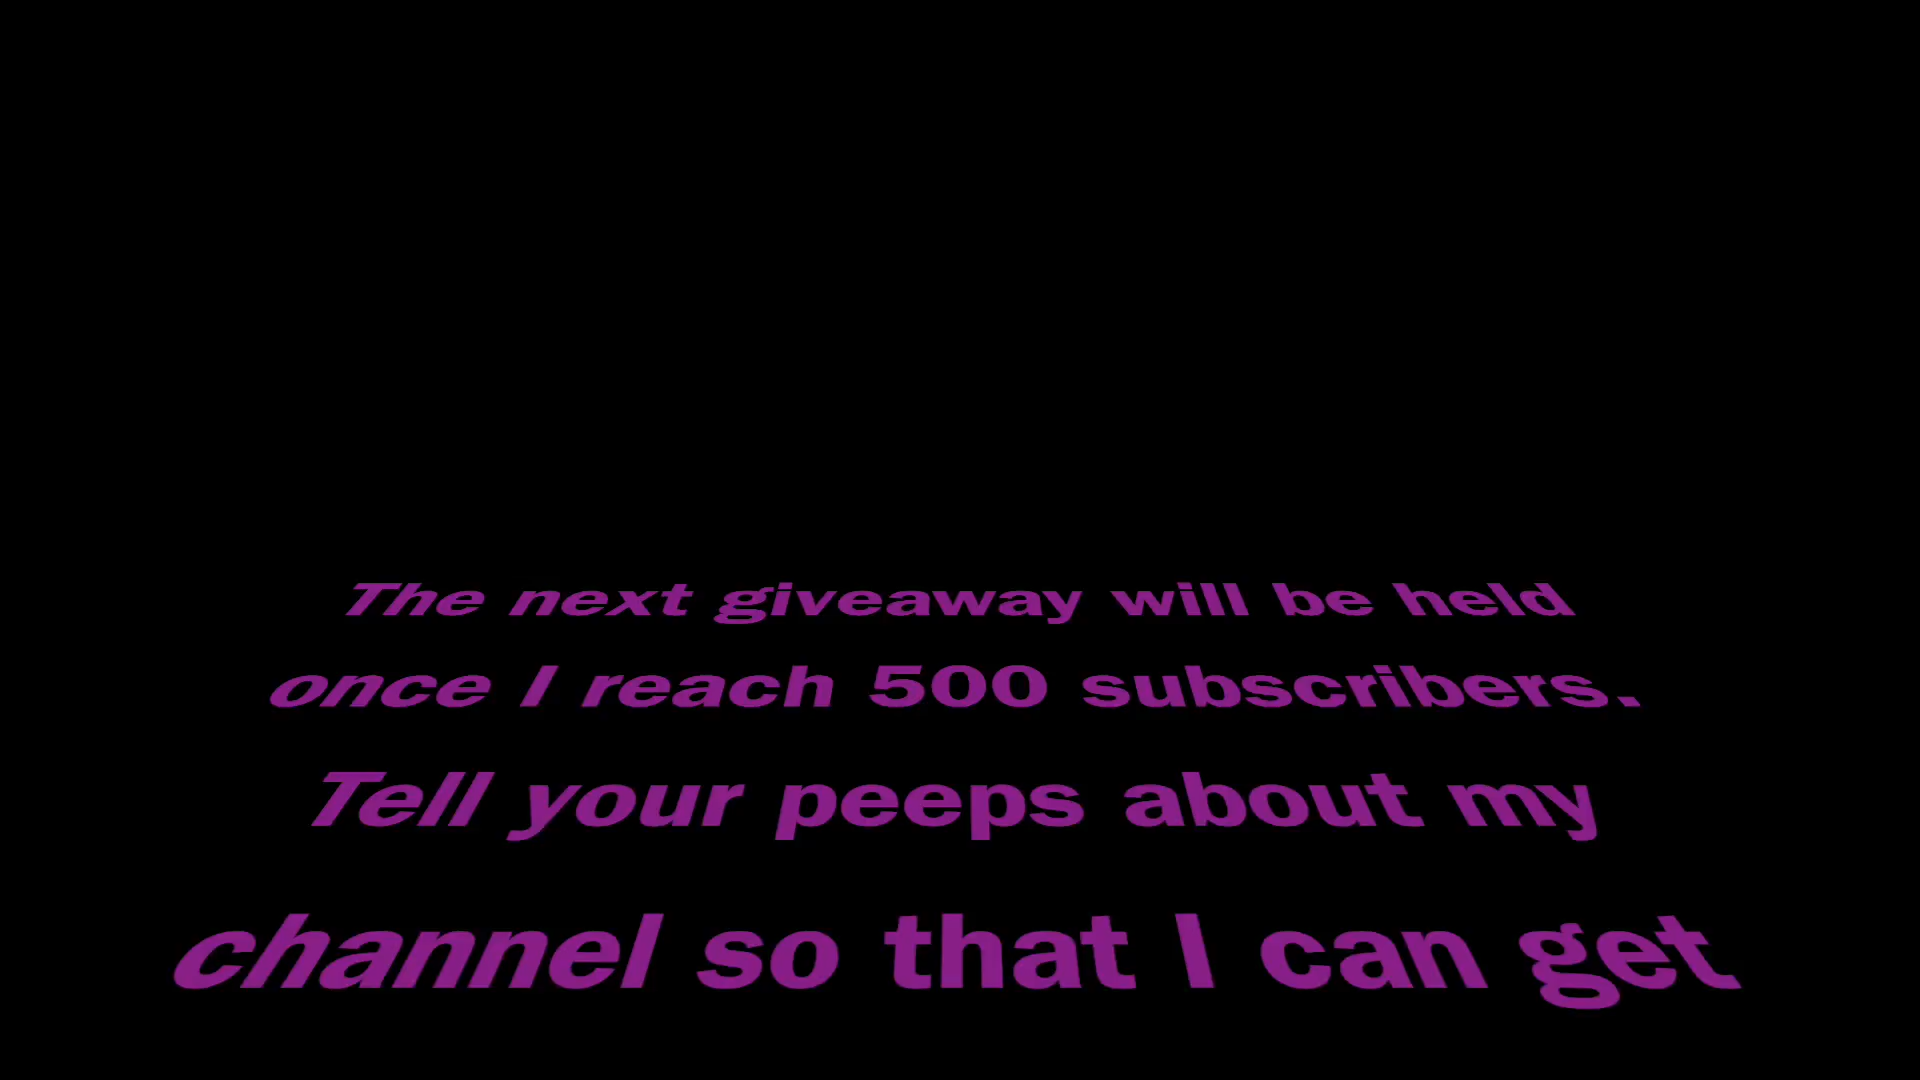 The next giveaway will be held
once I reach 500 subscribers.
Tell your peeps about my
channel so that I can get